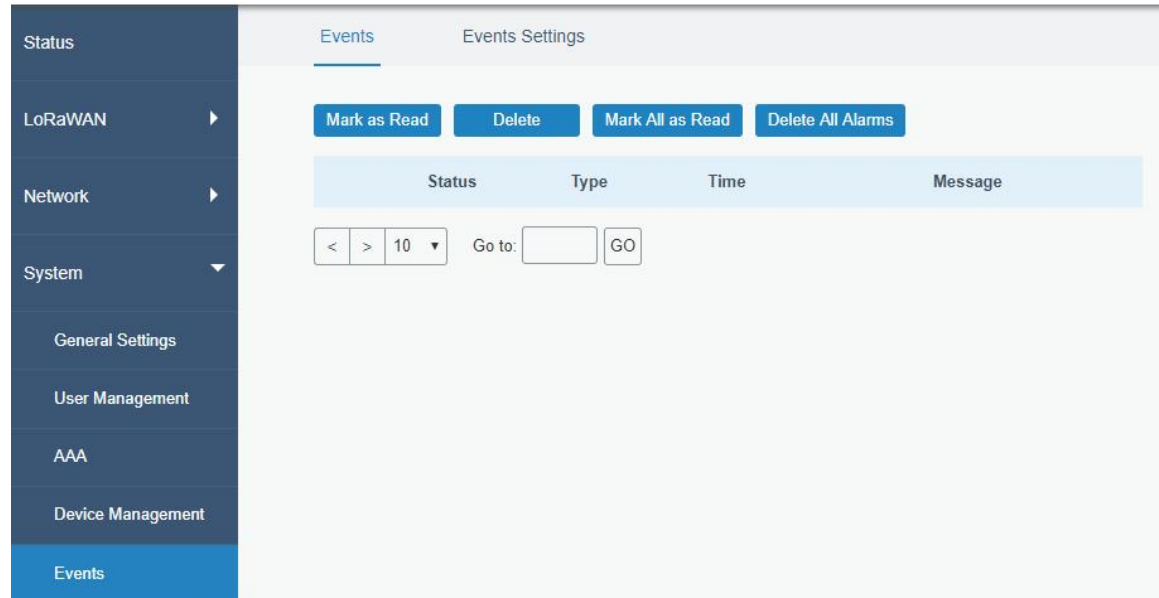 Status
LoRaWAN
Network
System
General Settings
User Management
AAA
Device Management
Events
Events Events Settings
Mark as Read Delete Mark All as Read Delete All Alarms
Status Type Time Message
< > 10 Go to: GO